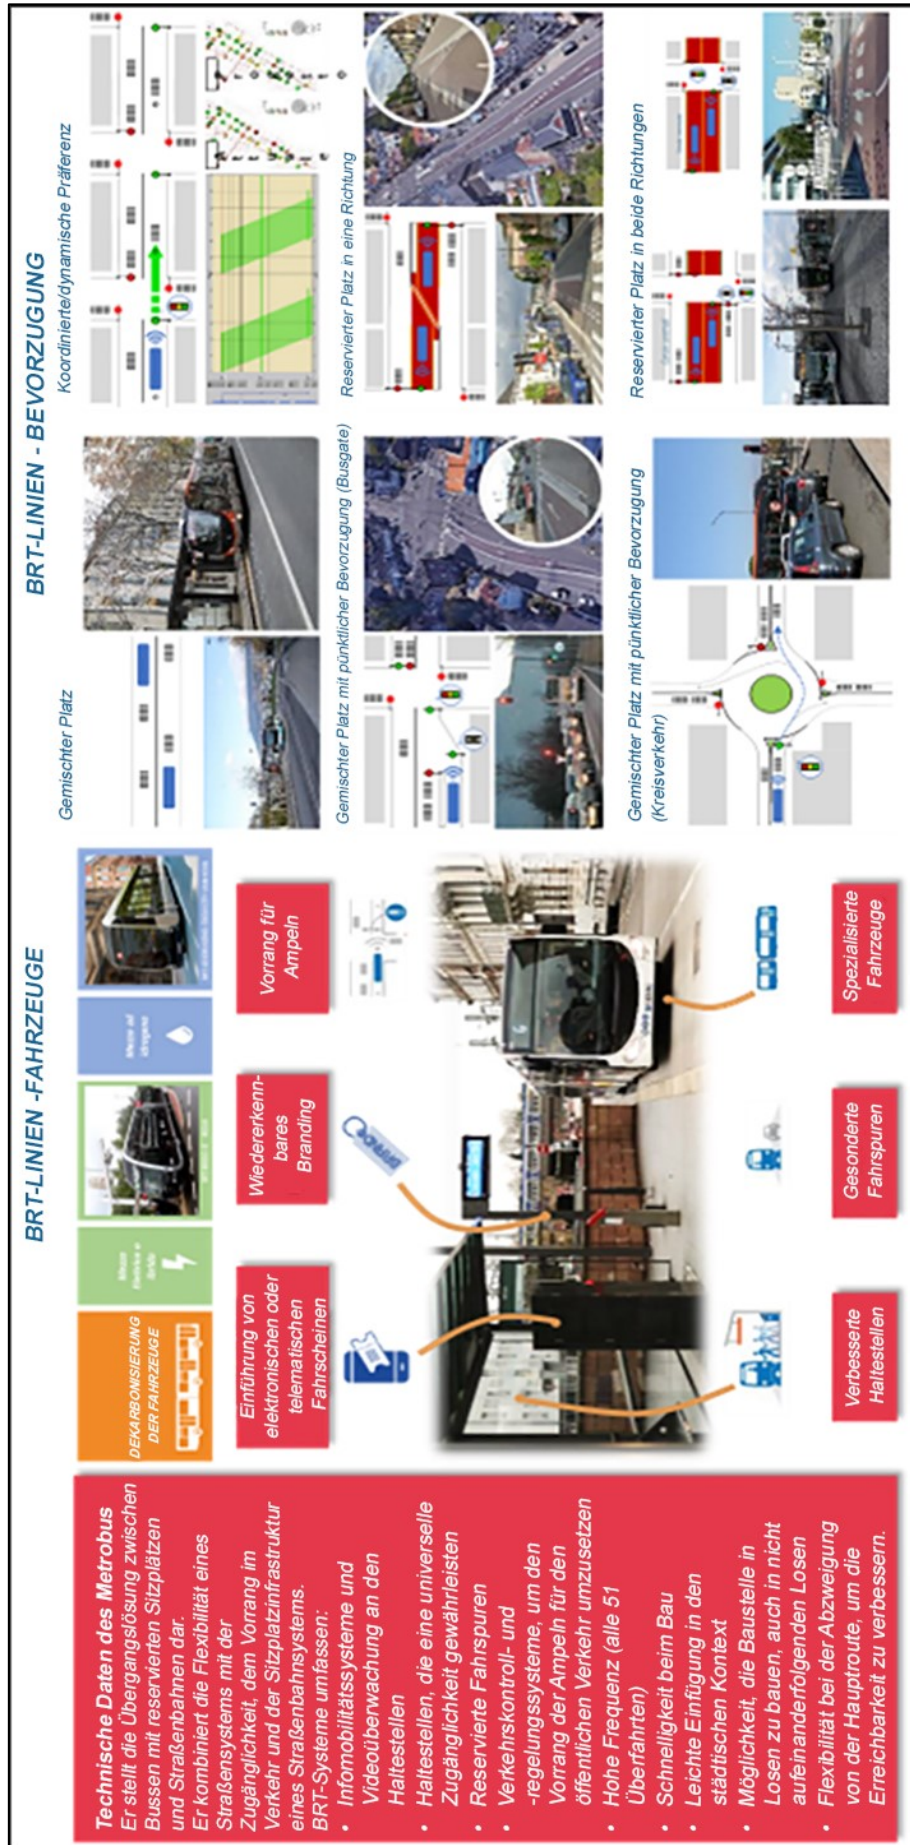 Technische Daten des Metrobus
Er stellt die Übergangslösung zwischen
Bussen mit reservierten Sitzplätzen
und Straßenbahnen dar.
Er kombiniert die Flexibilität eines
Straßensystems mit der
Zugänglichkeit, dem Vorrang im
Verkehr und der Sitzplatzinfrastruktur
eines Straßenbahnsystems.
BRT-Systeme umfassen:
• Infomobilitätssysteme und
Videoüberwachung an den
Haltestellen
• Haltestellen, die eine universelle
Zugänglichkeit gewährleisten
• Reservierte Fahrspuren
• Verkehrskontroll- und
-regelungssysteme, um den
Vorrang der Anpeln für den
öffentlichen Verkehr umzusetzen
• Hohe Frequenz (alle 51
Überfahrten)
• Schnelligkeit beim Bau
• Leichte Einfügung in den
städtischen Kontext
• Möglichkeit, die Baustelle in
Losen zu bauen, auch in nicht
aufeinanderfolgenden Losen
• Flexibilität bei der Abzweigung
von der Hauptroute, um die
Erreichbarkeit zu verbessern.
BRT-LINIEN -FAHRZEUGE
DEKARBONISIERUNG
DER FAHRZEUGE
Mezzi
Elettrico e
Mezzo ad
idrogeno
Einführung von
elektronischen oder
telematischen
Fahrscheinen
Wiedererkenn-
bares
Branding
Vorrang für
Ampeln
Verbesserte
Haltestellen
Gesonderte
Fahrspuren
Spezialisierte
Fahrzeuge
BRT-LINIEN - BEVORZUGUNG
Gemischter Platz
Koordinierte/dynamische Präferenz
Gemischter Platz mit pünktlicher Bevorzugung (Busgate)
Reservierter Platz in eine Richtung
Gemischter Platz mit pünktlicher Bevorzugung
(Kreisverkehr)
Reservierter Platz in beide Richtungen